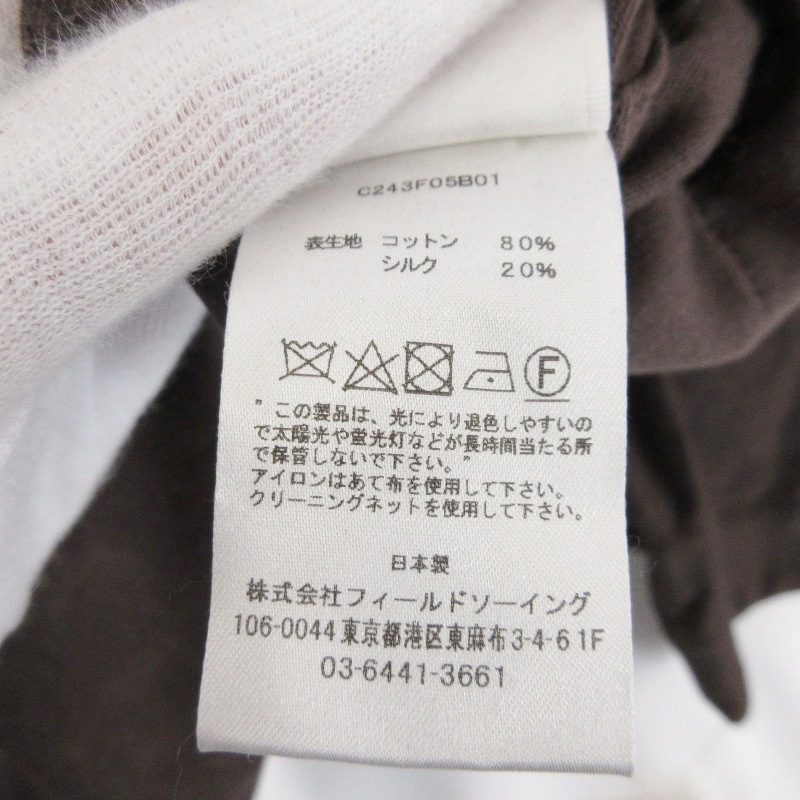 C243F05B01
表生地 コットン 80%
シルク 20%
F
"この製品は、光により退色しやすいの
で太陽光や蛍光灯などが長時間当たる所
で保管しないで下さい。"
アイロンはあて布を使用して下さい。
クリーニングネットを使用して下さい。
日本製
株式会社フィールドソーイング
106-0044東京都港区東麻布3-4-6 1F
03-6441-3661